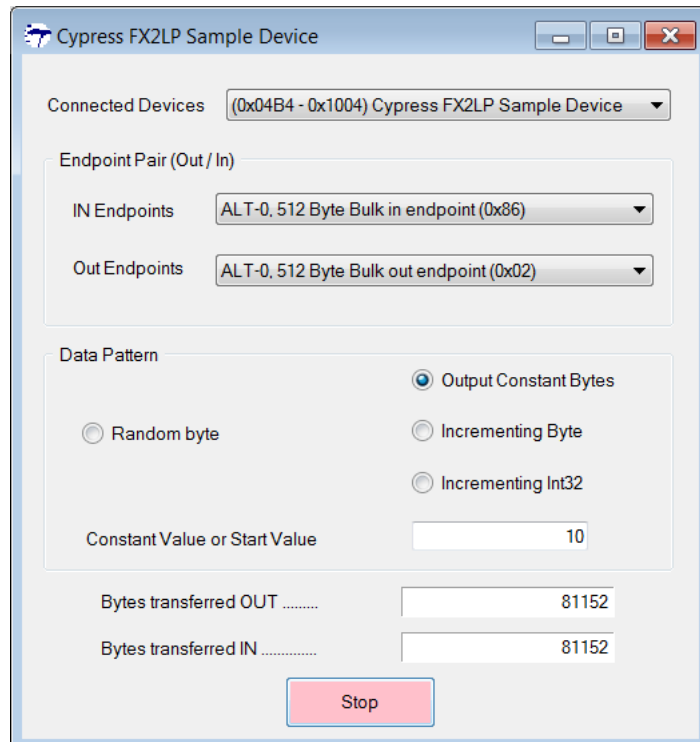 Cypress FX2LP Sample Device
Connected Devices (0x04B4 - 0x1004) Cypress FX2LP Sample Device
Endpoint Pair (Out / In)
IN Endpoints ALT-0, 512 Byte Bulk in endpoint (0x86)
Out Endpoints ALT-0, 512 Byte Bulk out endpoint (0x02)
Data Pattern
Output Constant Bytes
Random byte Incrementing Byte
Incrementing Int32
Constant Value or Start Value 10
Bytes transferred OUT ......... 81152
Bytes transferred IN .............. 81152
Stop